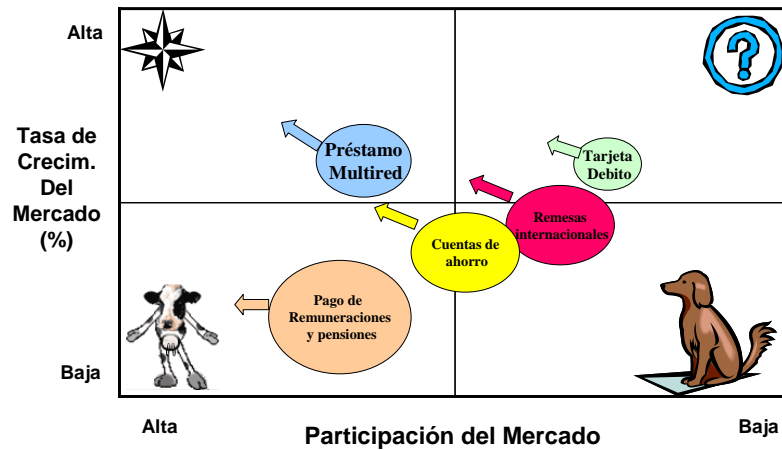 Alta
Tasa de
Crecim.
Del
Mercado
(%)
Baja
?
Préstamo
Multired
Tarjeta
Debito
Remesas
internacionales
Cuentas de
ahorro
Pago de
Remuneraciones
y pensiones
Alta
Participación del Mercado
Baja